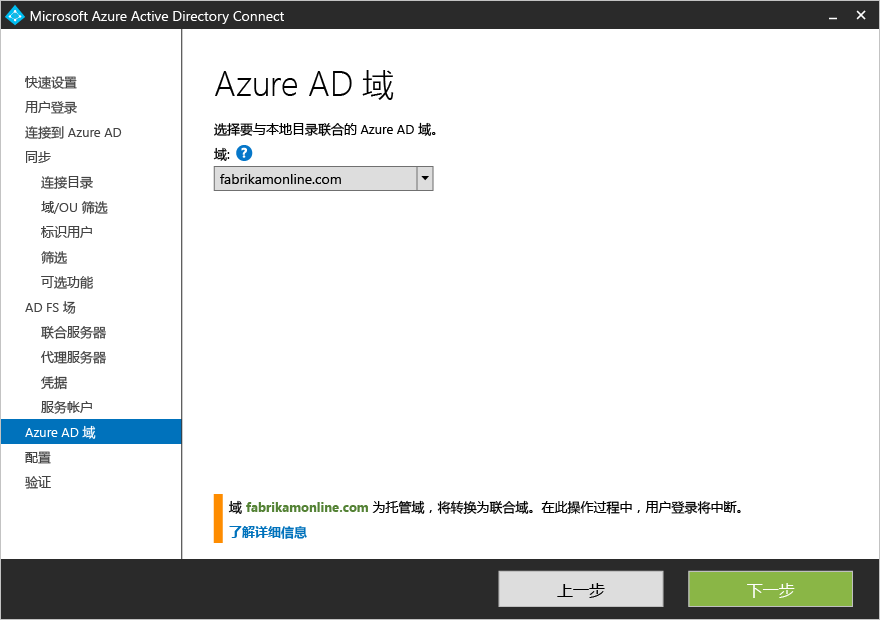 Microsoft Azure Active Directory Connect
快速设置
用户登录
连接到 Azure AD
同步
连接目录
域/OU 筛选
标识用户
筛选
可选功能
AD FS 场
联合服务器
代理服务器
凭据
服务帐户
Azure AD 域
配置
验证
Azure AD 域
选择要与本地目录联合的 Azure AD 域。
域: ?
fabrikamonline.com
域 fabrikamonline.com 为托管域，将转换为联合域。在此操作过程中，用户登录将中断。
了解详细信息
上一步
下一步